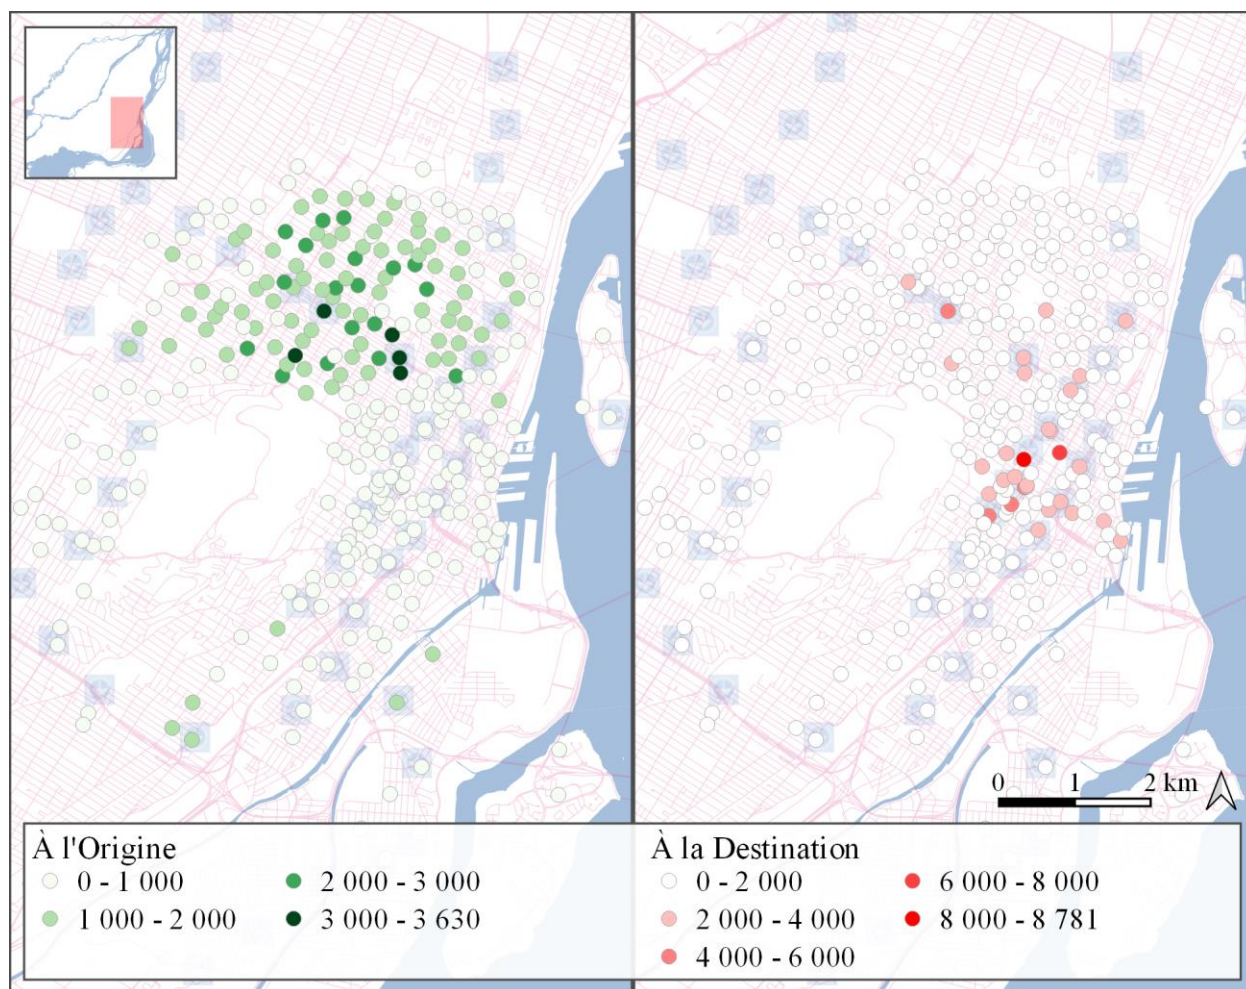 0 1 2 km
À l'Origine
0 - 1 000
1 000 - 2 000
2 000 - 3 000
3 000 - 3 630
À la Destination
0 - 2 000
2 000 - 4 000
4 000 - 6 000
6 000 - 8 000
8 000 - 8 781